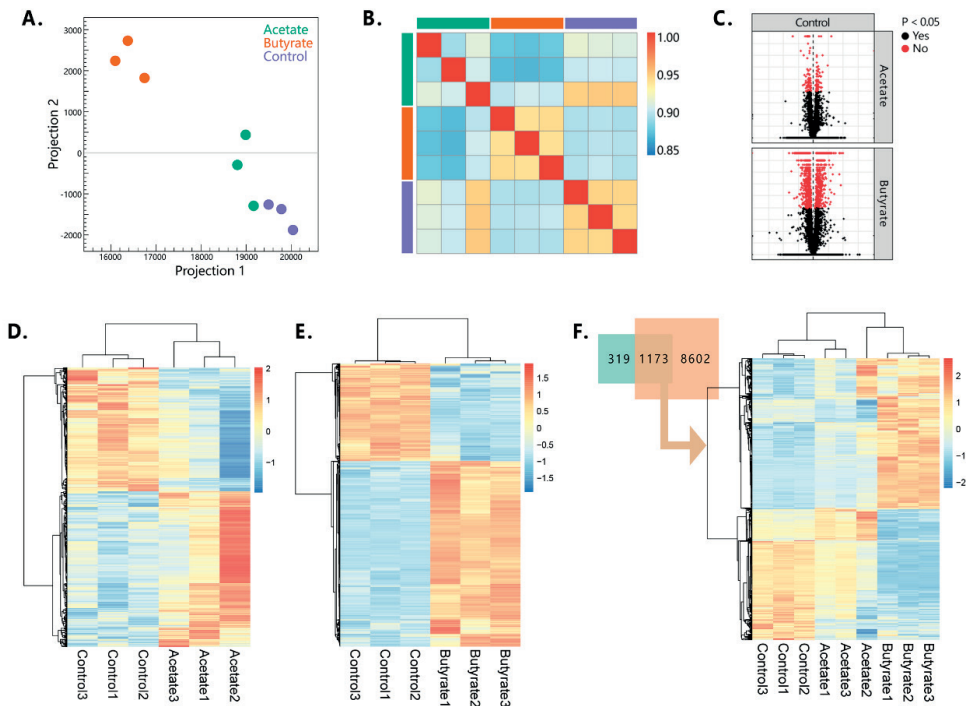 A.
Acetate
Butyrate
Control
3000
2000
1000
0
-1000
-2000
Projection 2
16000 17000 18000 19000 20000
Projection 1
B.
1.00
0.95
0.90
0.85
C.
Control
Acetate
Butyrate
P < 0.05
Yes
No
D.
2
1
0
-1
Control3
Control1
Control2
Acetate3
Acetate1
Acetate2
E.
1.5
1
0.5
0
-0.5
-1
-1.5
Control3
Control1
Control2
Butyrate1
Butyrate2
Butyrate3
F.
319 1173 8602
2
1
0
-1
-2
Control3
Control1
Control2
Acetate1
Acetate3
Acetate2
Butyrate1
Butyrate2
Butyrate3